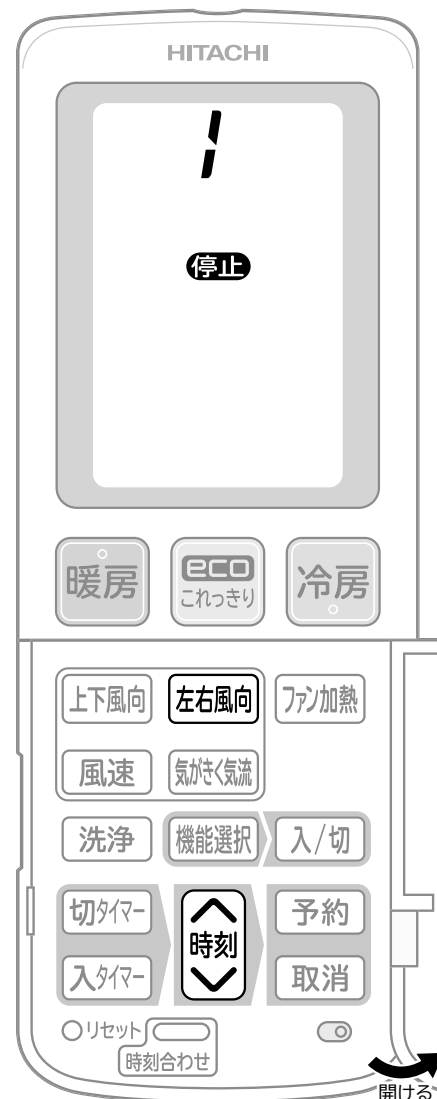 HITACHI
1
停止
暖房
eco
これっきり
冷房
上下風向
左右風向
ファン加熱
風速
気がきく気流
洗浄
機能選択
入/切
切タイマー
時刻
予約
入タイマー
取消
リセット
時刻合わせ
開ける